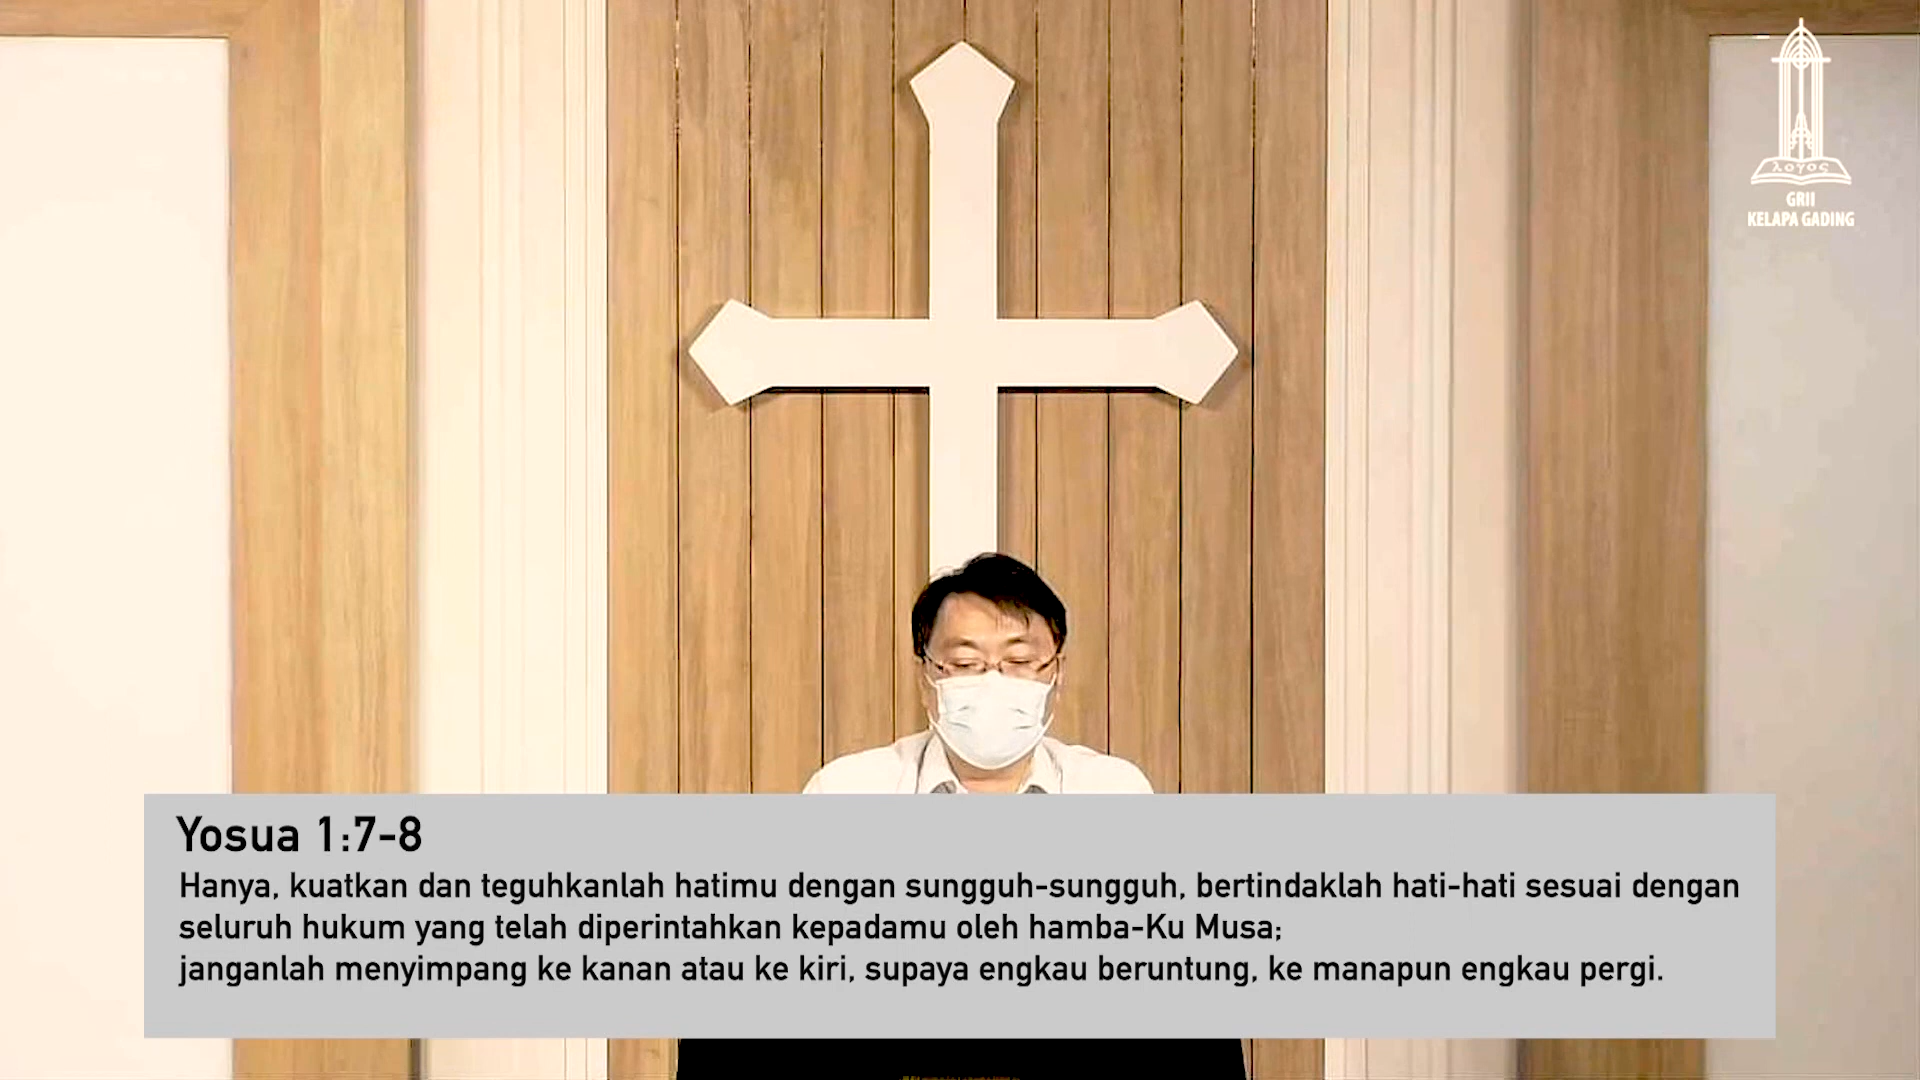 λογος
GRII
KELAPA GADING
Yosua 1:7-8
Hanya, kuatkan dan teguhkanlah hatimu dengan sungguh-sungguh, bertindaklah hati-hati sesuai dengan
seluruh hukum yang telah diperintahkan kepadamu oleh hamba-Ku Musa;
janganlah menyimpang ke kanan atau ke kiri, supaya engkau beruntung, ke manapun engkau pergi.